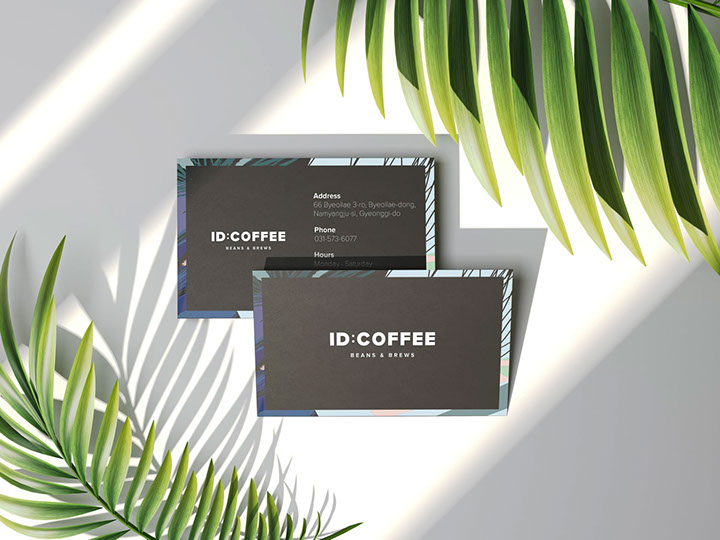 ID:COFFEE
BEANS & BREWS
Address
66 Byeollae 3-ro, Byeollae-dong,
Namyangju-si, Gyeonggi-do
Phone
031-573-6077
Hours
Monday - Saturday
ID:COFFEE
BEANS & BREWS